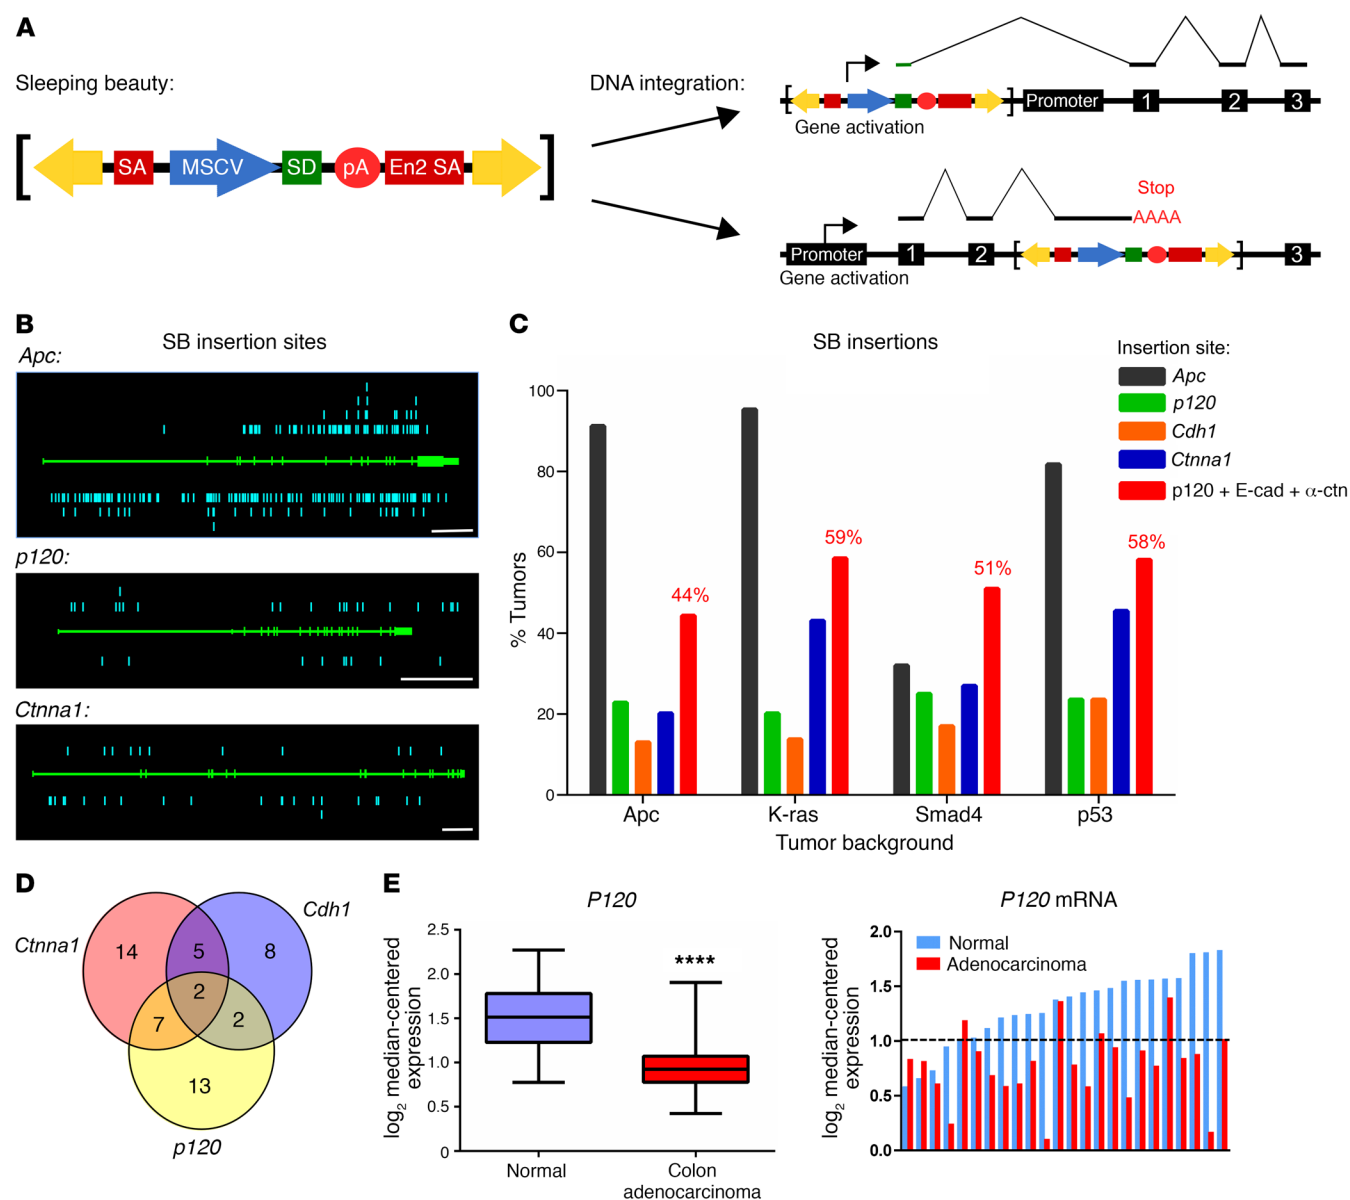 A
Sleeping beauty:
SA MSCV SD pA En2 SA
DNA integration:
Promoter 1 2 3
Gene activation
Stop
AAAA
Promoter 1 2 3
Gene activation
B
SB insertion sites
Apc:
p120:
Ctnna1:
C
SB insertions
Insertion site:
Apc
p120
Cdh1
Ctnna1
p120 + E-cad + α-ctn
% Tumors
100
80
60
40
20
0
44%
59%
51%
58%
Apc K-ras Smad4 p53
Tumor background
D
Ctnna1
Cdh1
14 5 8
2
7 2
13
p120
E
P120
log2 median-centered
expression
2.5
2.0
1.5
1.0
0.5
0
****
Normal
Colon
adenocarcinoma
P120 mRNA
log2 median-centered
expression
2.0
1.5
1.0
0.5
0.0
Normal
Adenocarcinoma